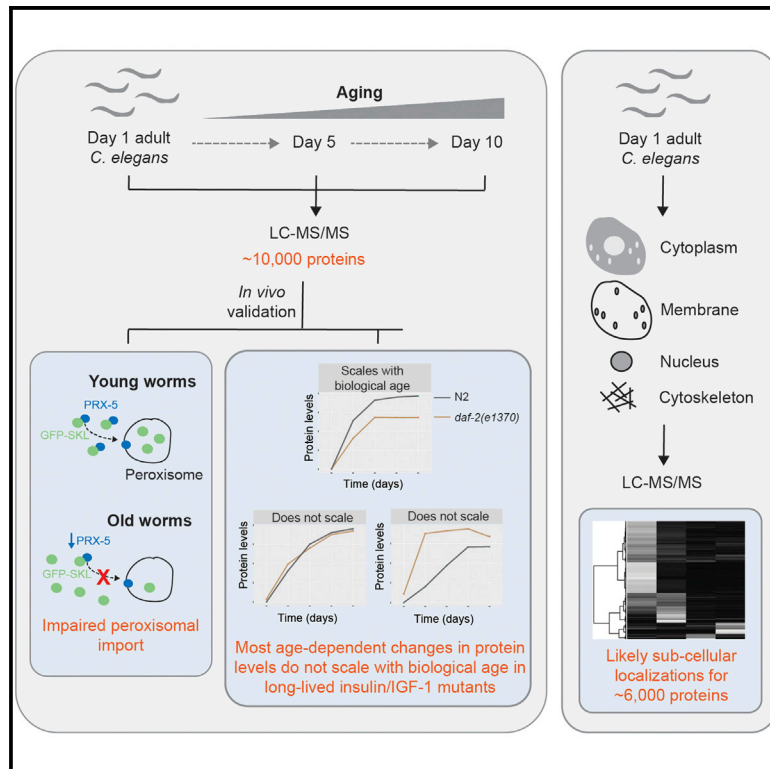 Aging
Day 1 adult
C. elegans
Day 5
Day 10
LC-MS/MS
~10,000 proteins
In vivo
validation
Young worms
PRX-5
GFP-SKL
Peroxisome
Old worms
PRX-5
GFP-SKL
X
Impaired peroxisomal
import
Scales with
biological age
Protein levels
Time (days)
N2
daf-2(e1370)
Does not scale
Protein levels
Time (days)
Does not scale
Protein levels
Time (days)
Most age-dependent changes in protein
levels do not scale with biological age in
long-lived insulin/IGF-1 mutants
Day 1 adult
C. elegans
Cytoplasm
Membrane
Nucleus
Cytoskeleton
LC-MS/MS
Likely sub-cellular
localizations for
~6,000 proteins